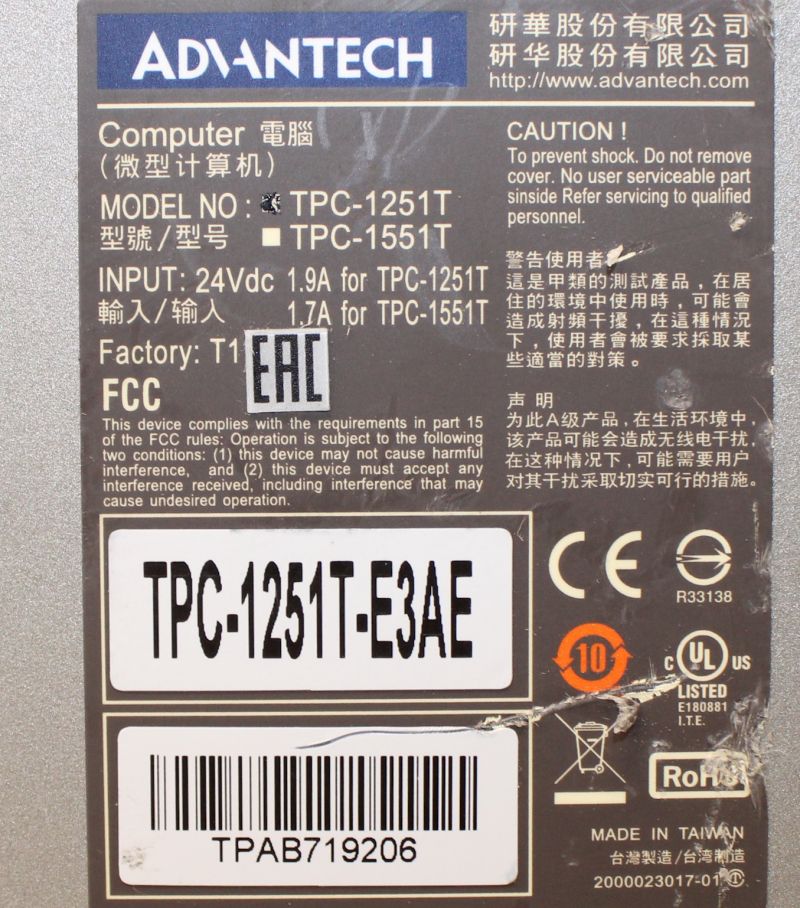 ADVANTECH
研華股份有限公司
研华股份有限公司
http://www.advantech.com
Computer 電腦
(微型计算机)
MODEL NO : TPC-1251T
型號/型号 TPC-1551T
INPUT: 24Vdc 1.9A for TPC-1251T
輸入/输入 1.7A for TPC-1551T
Factory: T1
EAC
FCC
This device complies with the requirements in part 15
of the FCC rules: Operation is subject to the following
two conditions: (1) this device may not cause harmful
interference, and (2) this device must accept any
interference received, including interference that may
cause undesired operation.
CAUTION !
To prevent shock. Do not remove
cover. No user serviceable part
sinside Refer servicing to qualified
personnel.
警告使用者
這是甲類的測試產品，在居
住的環境中使用時，可能會
造成射頻干擾，在這種情況
下，使用者會被要求採取某
些適當的對策。
声 明
为此A级产品，在生活环境中，
该产品可能会造成无线电干扰，
在这种情况下，可能需要用户
对其干扰采取切实可行的措施。
TPC-1251T-E3AE
CE
R33138
10
C UL US
LISTED
E180881
I.T.E.
TPAB719206
RoHS
MADE IN TAIWAN
台灣製造/台湾制造
2000023017-01